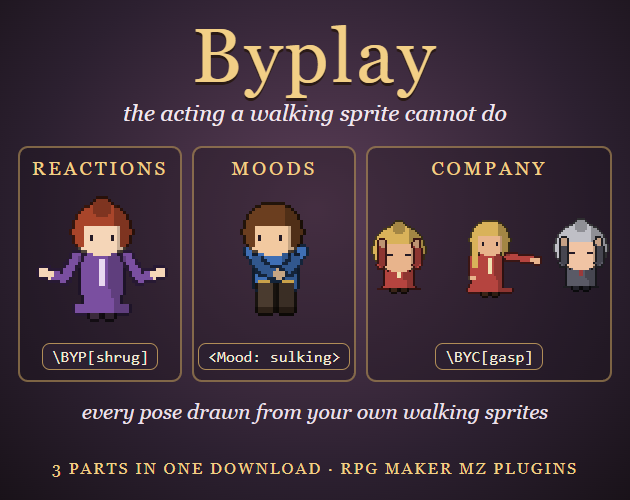 Byplay
the acting a walking sprite cannot do
REACTIONS
\BYP[shrug]
MOODS
<Mood: sulking>
COMPANY
\BYC[gasp]
every pose drawn from your own walking sprites
3 PARTS IN ONE DOWNLOAD · RPG MAKER MZ PLUGINS